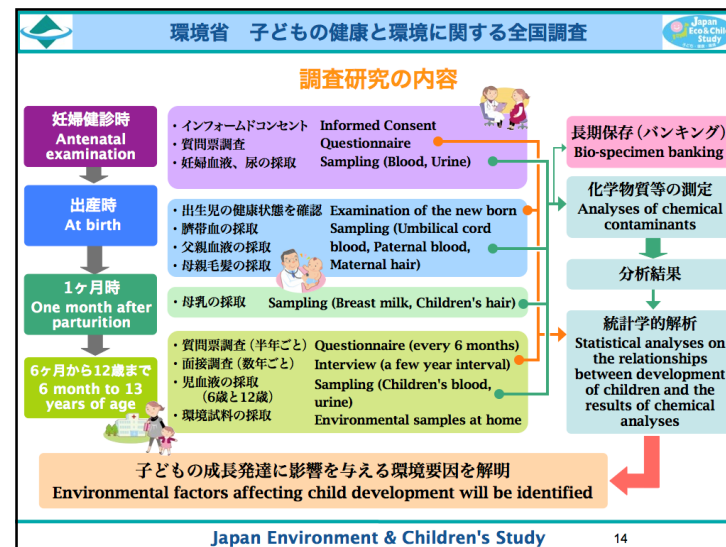 環境省 子どもの健康と環境に関する全国調査
Japan
Eco & Child
Study
調査研究の内容
妊婦健診時
Antenatal
examination
・インフォームドコンセント Informed Consent
・質問票調査 Questionnaire
・妊婦血液、尿の採取 Sampling (Blood, Urine)
出産時
At birth
・出生児の健康状態を確認 Examination of the new born
・臍帯血の採取 Sampling (Umbilical cord
・父親血液の採取 blood, Paternal blood,
・母親毛髪の採取 Maternal hair)
1ヶ月時
One month after
parturition
・母乳の採取 Sampling (Breast milk, Children's hair)
6ヶ月から12歳まで
6 month to 13
years of age
・質問票調査（半年ごと） Questionnaire (every 6 months)
・面接調査（数年ごと） Interview (a few year interval)
・児血液の採取 Sampling (Children's blood,
（6歳と12歳） urine)
・環境試料の採取 Environmental samples at home
長期保存（バンキング）
Bio-specimen banking
化学物質等の測定
Analyses of chemical
contaminants
分析結果
統計学的解析
Statistical analyses on
the relationships
between development
of children and the
results of chemical
analyses
子どもの成長発達に影響を与える環境要因を解明
Environmental factors affecting child development will be identified
Japan Environment & Children's Study 14